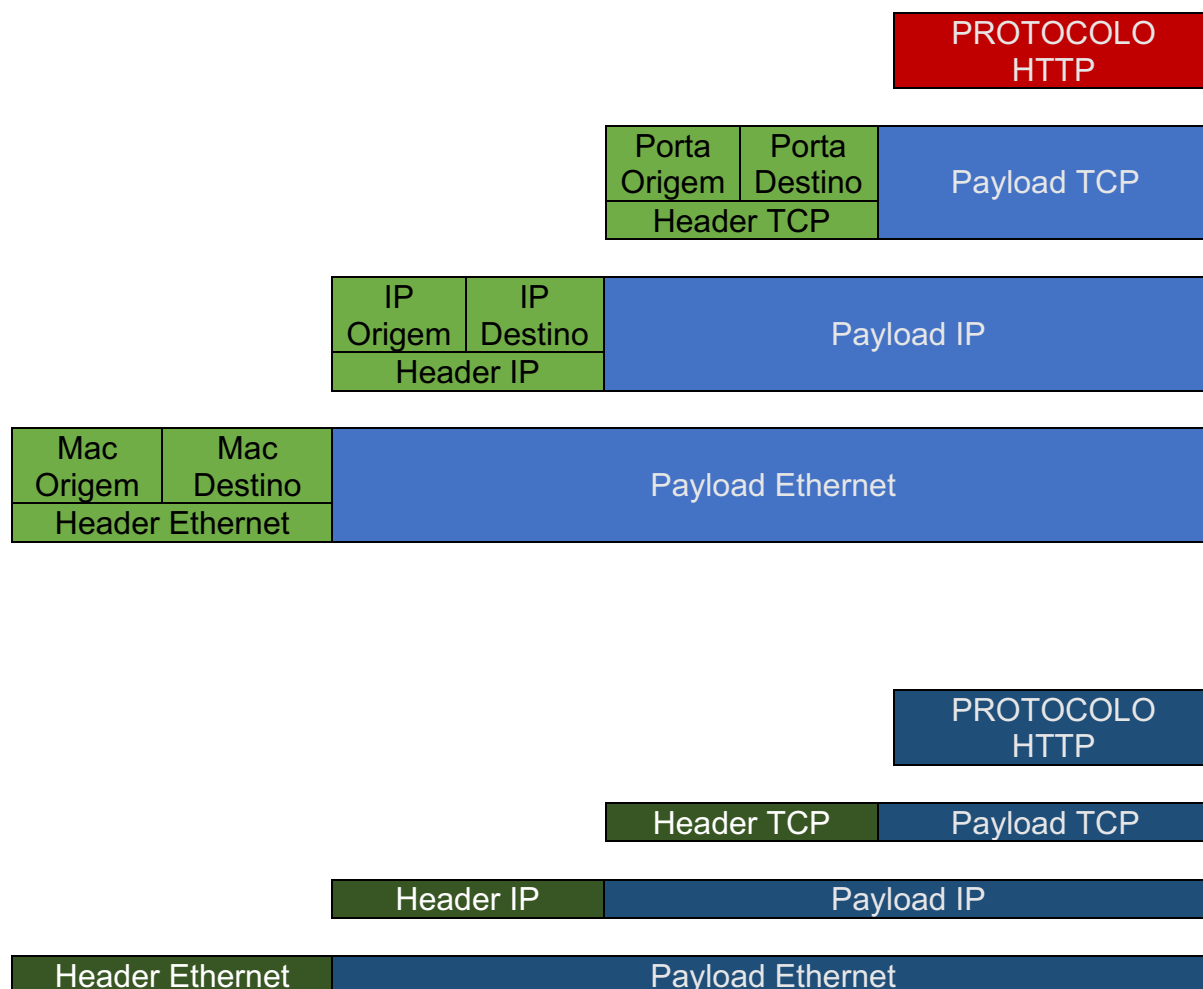 PROTOCOLO
HTTP
Porta Porta
Origem Destino Payload TCP
Header TCP
IP IP
Origem Destino Payload IP
Header IP
Mac Mac
Origem Destino Payload Ethernet
Header Ethernet
PROTOCOLO
HTTP
Header TCP Payload TCP
Header IP Payload IP
Header Ethernet Payload Ethernet